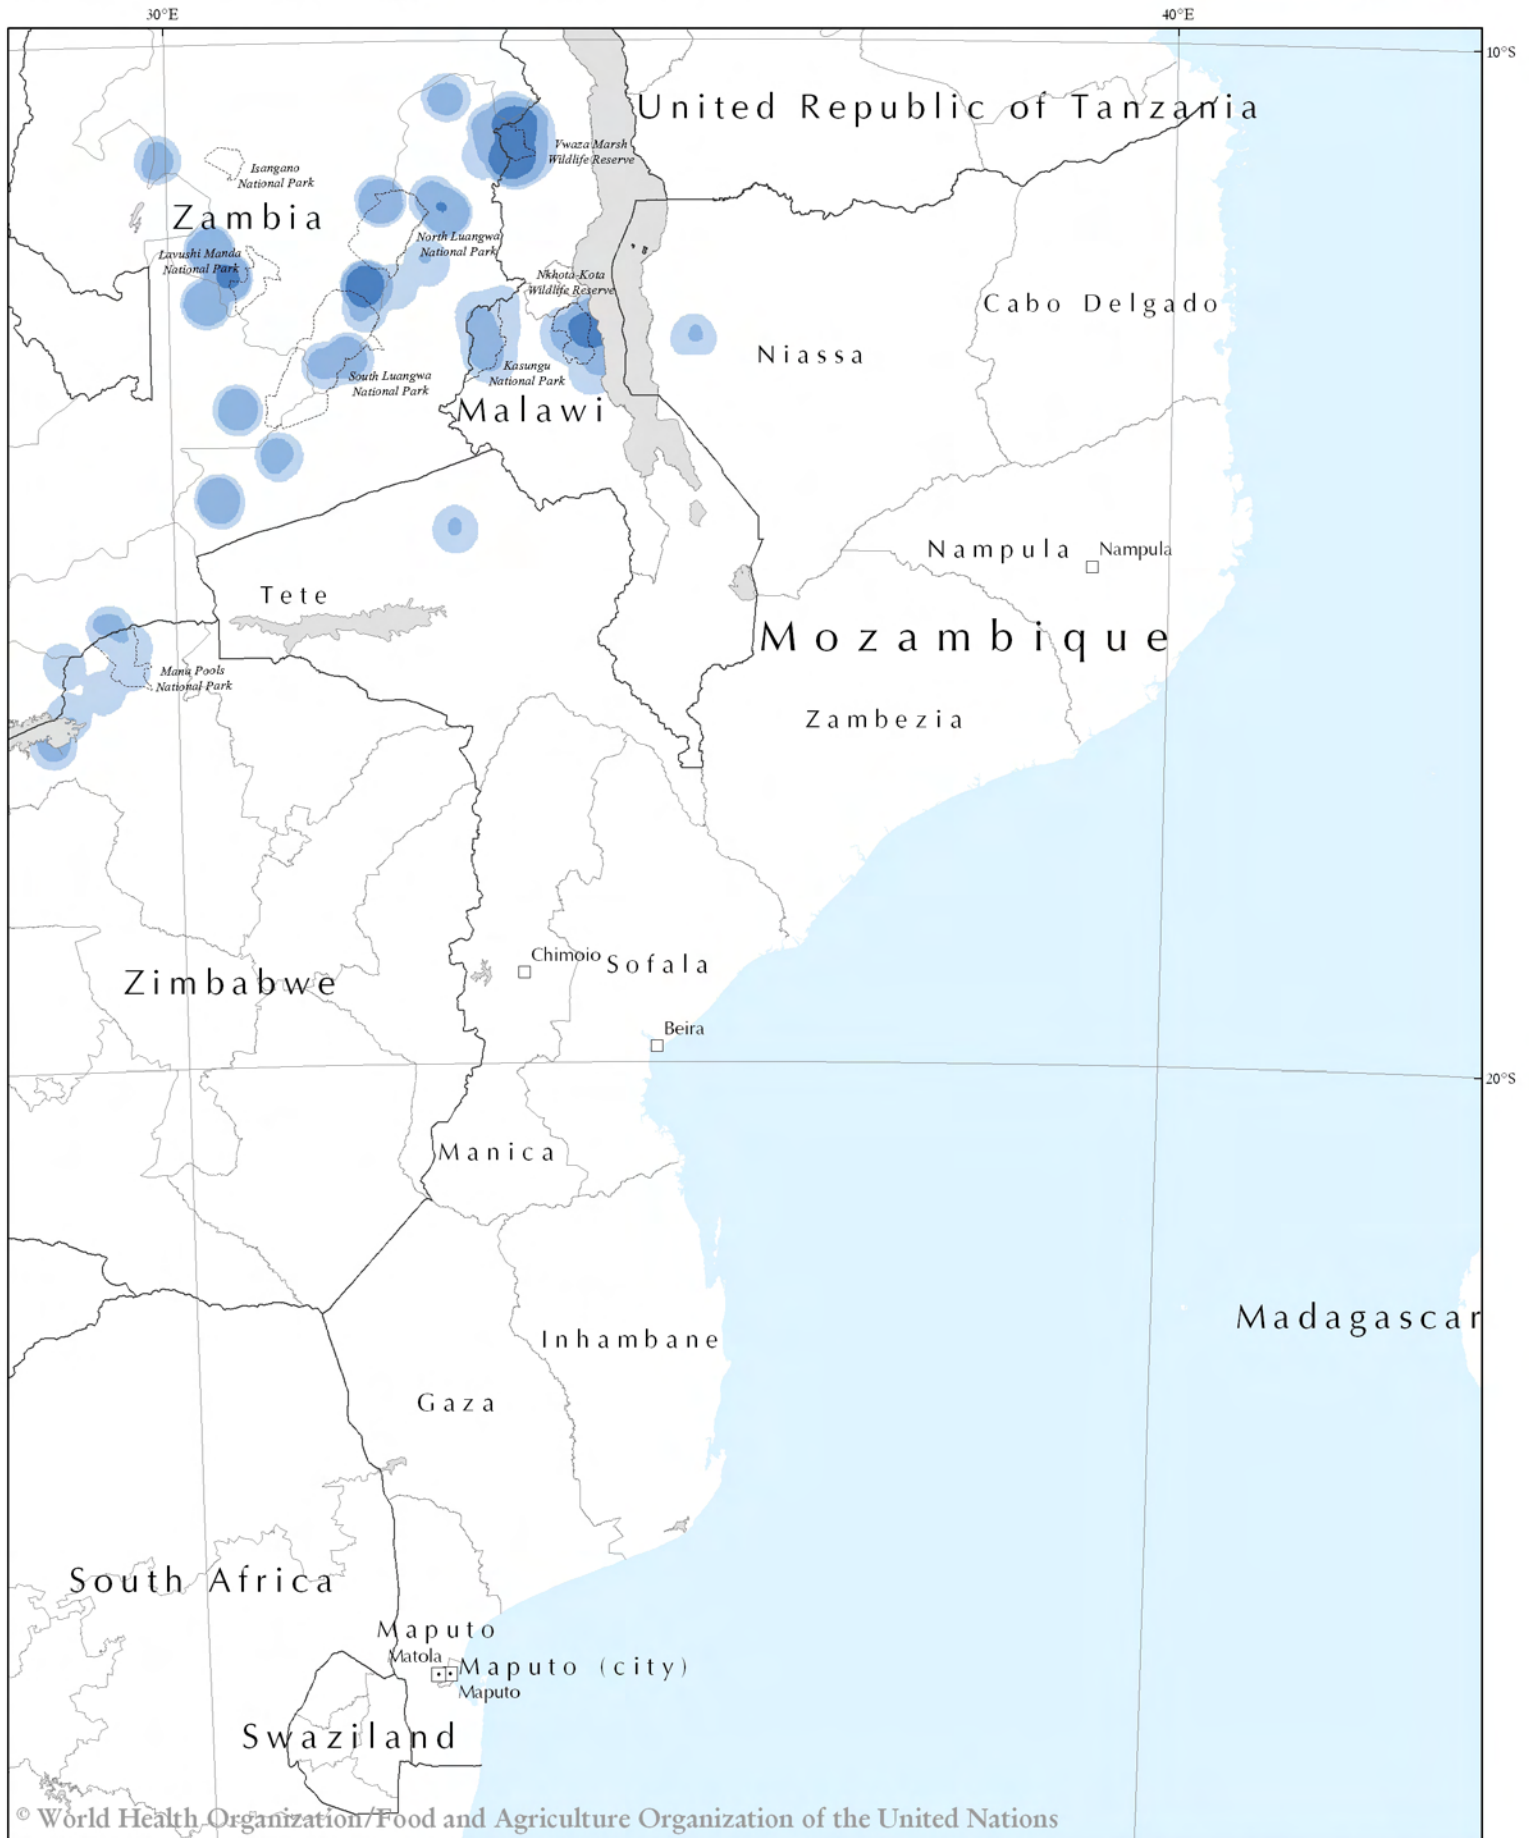 30°E
40°E
10°S
United Republic of Tanzania
Vwaza Marsh
Wildlife Reserve
Isangano
National Park
Zambia
North Luangwa
National Park
Lavushi Manda
National Park
Nkhota-Kota
Wildlife Reserve
Cabo Delgado
Niassa
Kasungu
National Park
South Luangwa
National Park
Malawi
Nampula
Nampula
Tete
Mozambique
Mana Pools
National Park
Zambezia
Chimoio
Sofala
Zimbabwe
Beira
20°S
Manica
Madagascar
Inhambane
Gaza
South Africa
Maputo
Matola
Maputo (city)
Maputo
Swaziland
© World Health Organization/Food and Agriculture Organization of the United Nations